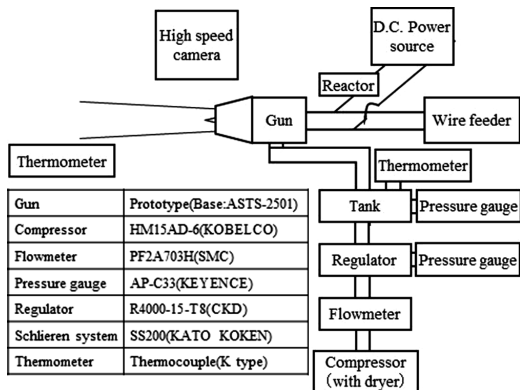 High speed
camera
D.C. Power
source
Reactor
Gun
Wire feeder
Thermometer
Thermometer
Tank
Pressure gauge
Regulator
Pressure gauge
Flowmeter
Compressor
(with dryer)
Gun Prototype(Base:ASTS-2501)
Compressor HM15AD-6(KOBELCO)
Flowmeter PF2A703H(SMC)
Pressure gauge AP-C33(KEYENCE)
Regulator R4000-15-T8(CKD)
Schlieren system SS200(KATO KOKEN)
Thermometer Thermocouple(K type)